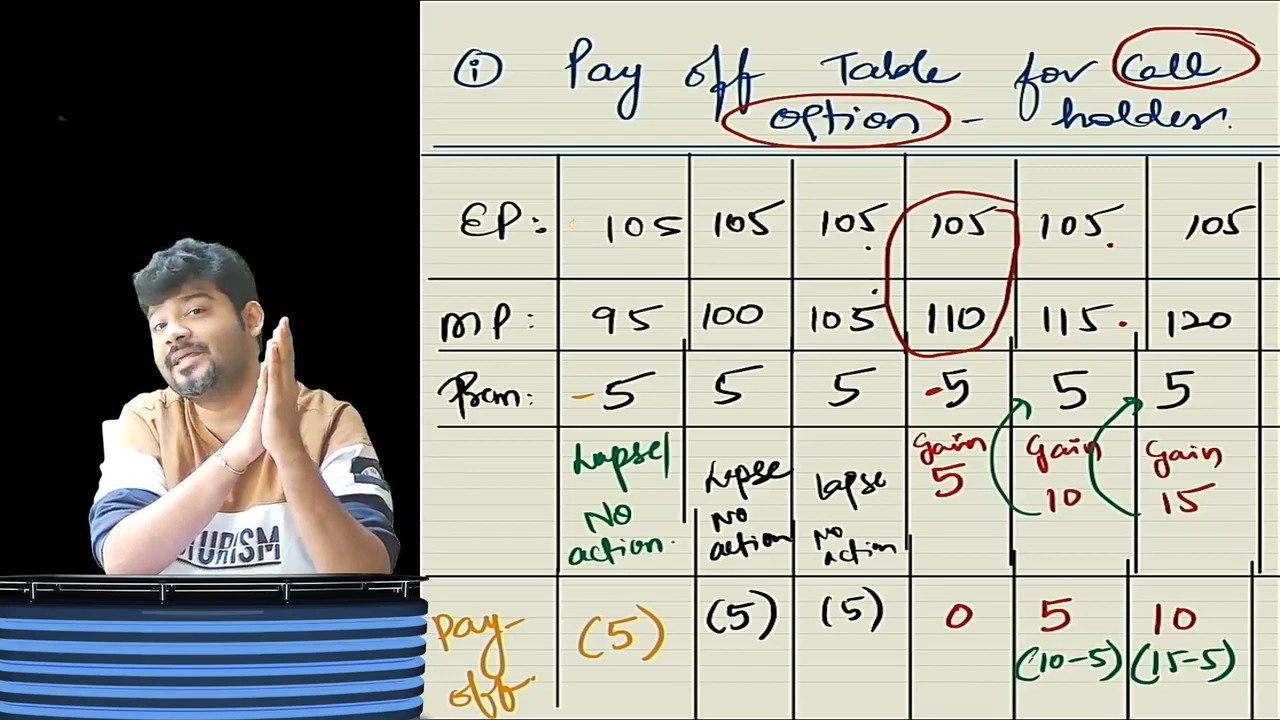 (i) Pay off Table for Call
option - holder.
EP: 105 105 105 105 105 105
MP: 95 100 105 110 115 120
Prem: -5 5 5 -5 5 5
Lapse/ Lapse Lapse Gain Gain Gain
No No No 5 10 15
action. action action
Pay- (5) (5) (5) 0 5 10
off. (10-5) (15-5)
TOURISM